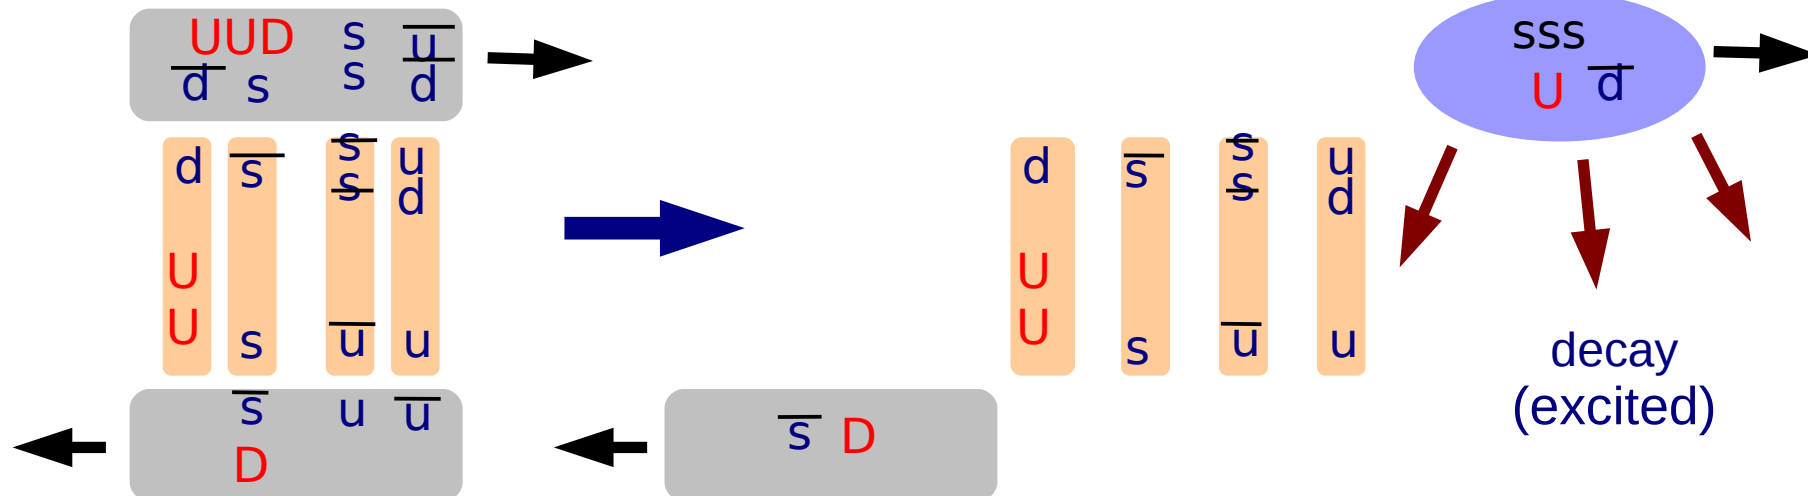 UUD s u̅
d̅ s s d̅
d s̅ s̅ u
s̅ d
U
U s u̅ u
s̅ u u̅
D
s̅ D
d s̅ s̅ u
s̅ d
U
U s u̅ u
sss
U d̅
decay
(excited)